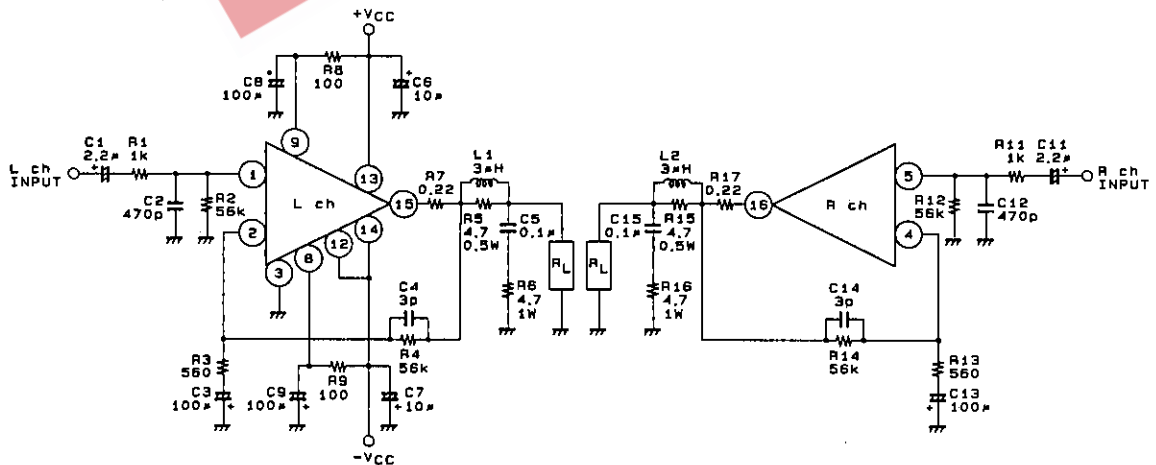 +VCC
C8
100μ
R8
100
C6
10μ
L ch
INPUT
C1
2.2μ
+
R1
1k
C2
470p
R2
56k
1
2
3
9
8
12
13
14
15
L ch
R7
0.22
L1
3μH
R5
4.7
0.5W
C5
0.1μ
RL
R6
4.7
1W
C4
3p
R4
56k
R3
560
C3
100μ
+
C9
100μ
+
R9
100
C7
10μ
+
-VCC
L2
3μH
R17
0.22
16
R ch
5
4
R11
1k
C11
2.2μ
+
R ch
INPUT
R12
56k
C12
470p
C15
0.1μ
R15
4.7
0.5W
RL
R16
4.7
1W
C14
3p
R14
56k
R13
560
C13
100μ
+